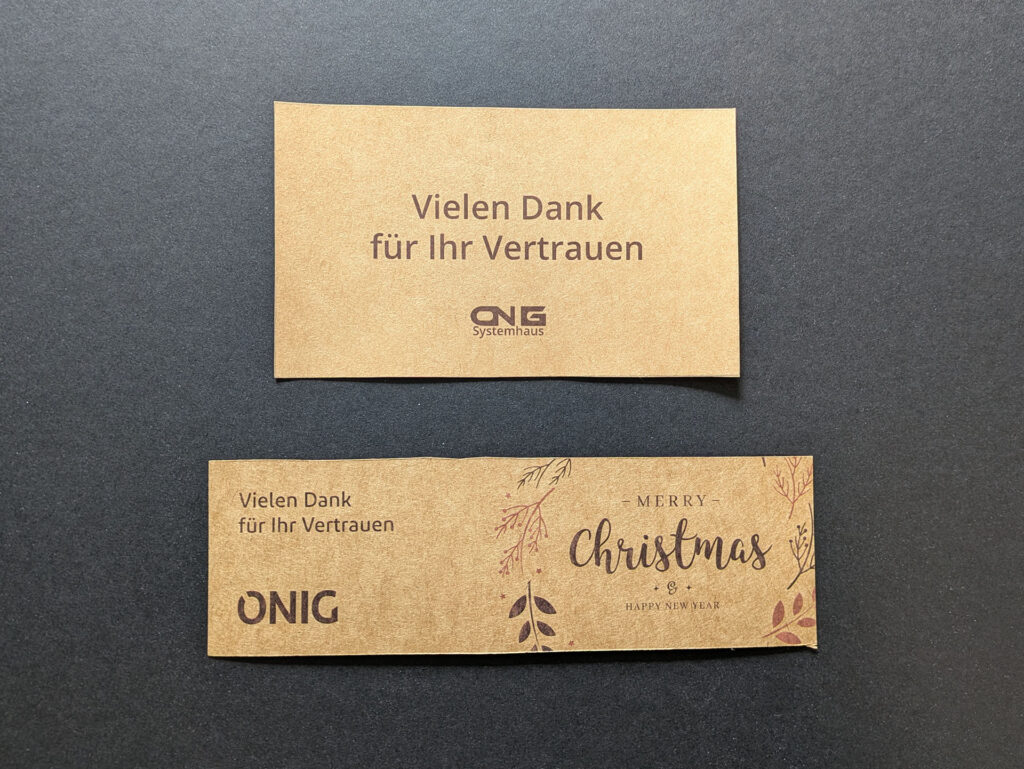 Vielen Dank
für Ihr Vertrauen
ONIG
Systemhaus
Vielen Dank
für Ihr Vertrauen
ONIG
- MERRY -
Christmas
&
HAPPY NEW YEAR